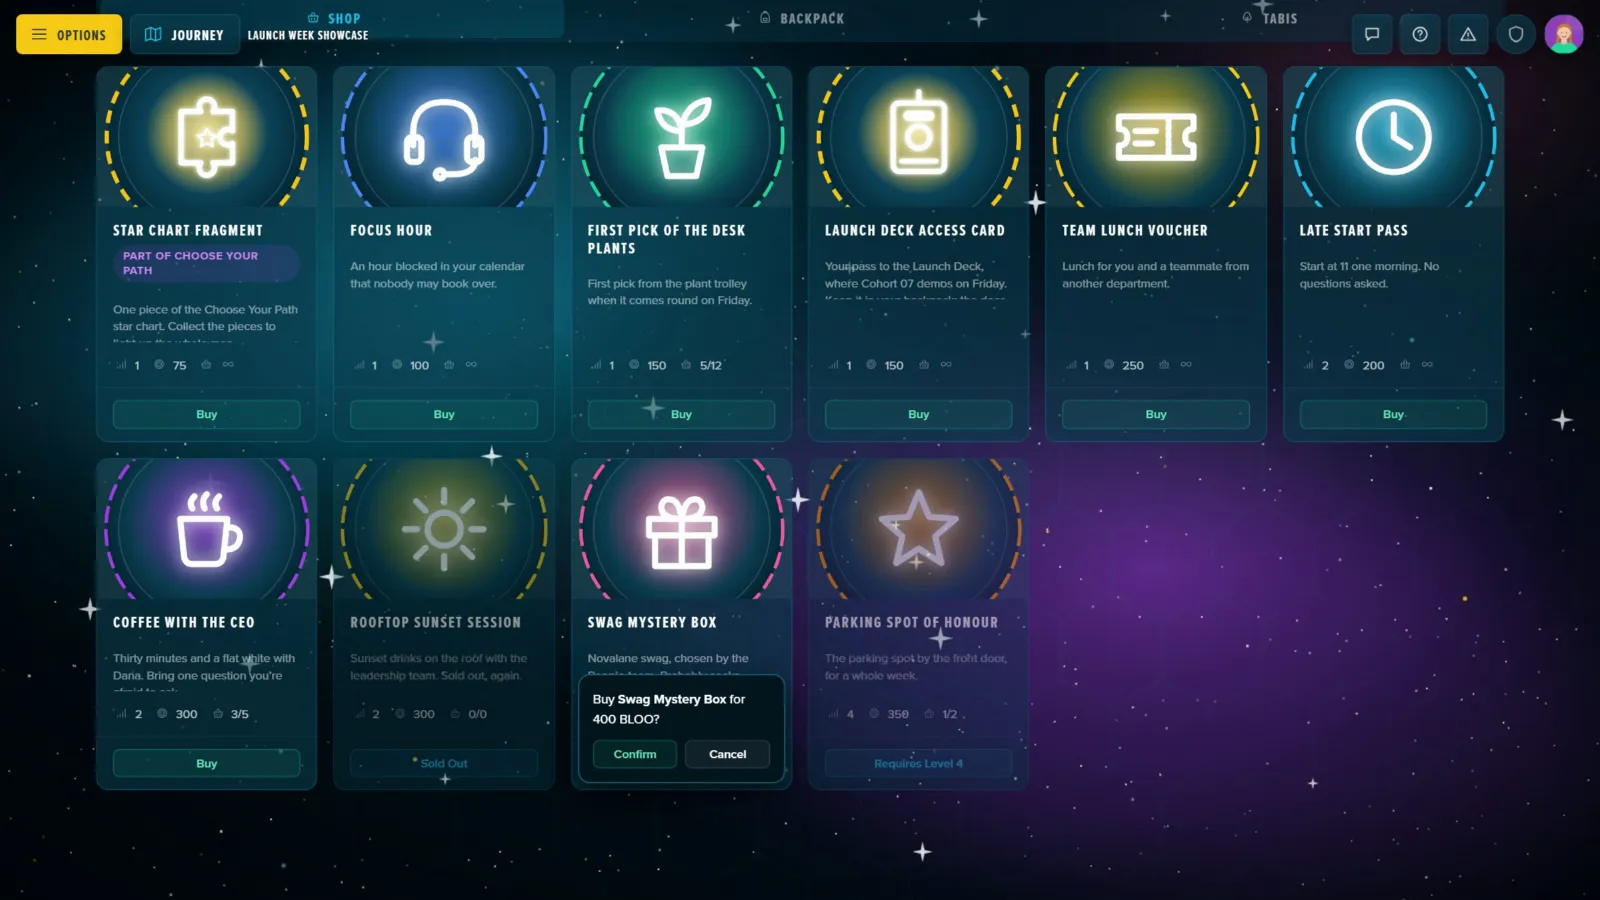 OPTIONS
JOURNEY
SHOP
LAUNCH WEEK SHOWCASE
BACKPACK
TABIS
STAR CHART FRAGMENT
PART OF CHOOSE YOUR
PATH
One piece of the Choose Your Path
star chart. Collect the pieces to
1 75 ∞
Buy
FOCUS HOUR
An hour blocked in your calendar
that nobody may book over.
1 100 ∞
Buy
FIRST PICK OF THE DESK
PLANTS
First pick from the plant trolley
when it comes round on Friday.
1 150 5/12
Buy
LAUNCH DECK ACCESS CARD
Your pass to the Launch Deck,
where Cohort 07 demos on Friday.
1 150 ∞
Buy
TEAM LUNCH VOUCHER
Lunch for you and a teammate from
another department.
1 250 ∞
Buy
LATE START PASS
Start at 11 one morning. No
questions asked.
2 200 ∞
Buy
COFFEE WITH THE CEO
Thirty minutes and a flat white with
Dana. Bring one question you're
2 300 3/5
Buy
ROOFTOP SUNSET SESSION
Sunset drinks on the roof with the
leadership team. Sold out, again.
2 300 0/0
Sold Out
SWAG MYSTERY BOX
Novalane swag, chosen by the
Buy Swag Mystery Box for
400 BLOO?
Confirm
Cancel
PARKING SPOT OF HONOUR
The parking spot by the front door,
for a whole week.
4 350 1/2
Requires Level 4